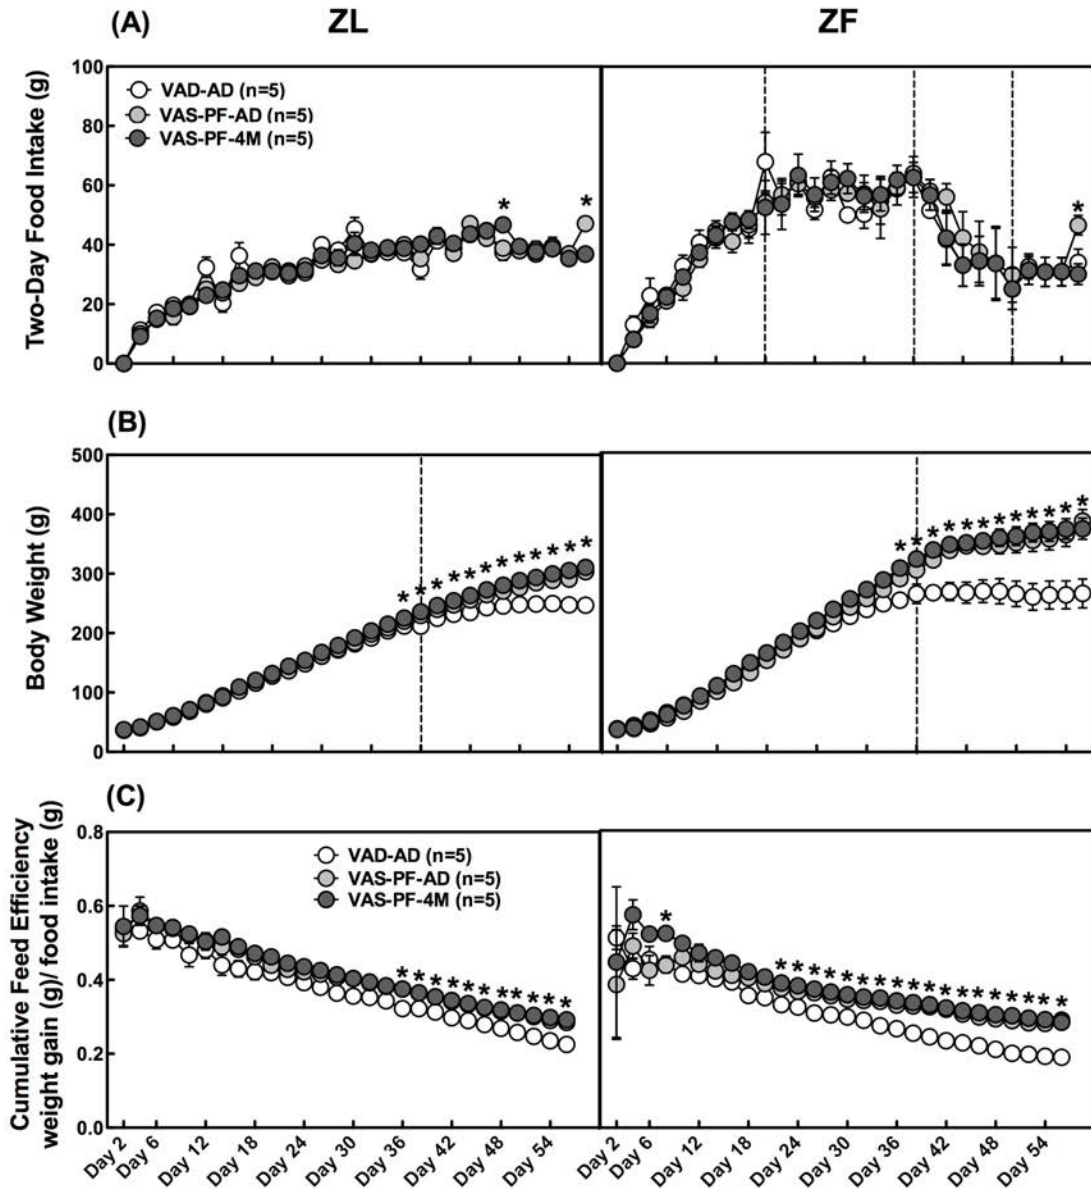 (A) ZL ZF
Two-Day Food Intake (g)
100
80
60
40
20
0
VAD-AD (n=5)
VAS-PF-AD (n=5)
VAS-PF-4M (n=5)
* * *
(B)
Body Weight (g)
500
400
300
200
100
0
* * * * * * * * * * * *
* * * * * * * * * * * *
(C)
Cumulative Feed Efficiency
weight gain (g)/ food intake (g)
0.8
0.6
0.4
0.2
0.0
VAD-AD (n=5)
VAS-PF-AD (n=5)
VAS-PF-4M (n=5)
* * * * * * * * * * *
* * * * * * * * * * * * * * * * * * *
Day 2 Day 6 Day 12 Day 18 Day 24 Day 30 Day 36 Day 42 Day 48 Day 54
Day 2 Day 6 Day 12 Day 18 Day 24 Day 30 Day 36 Day 42 Day 48 Day 54